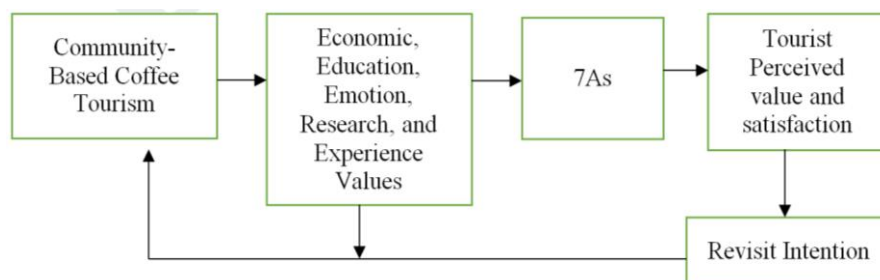 Community-
Based Coffee
Tourism
Economic,
Education,
Emotion,
Research, and
Experience
Values
7As
Tourist
Perceived
value and
satisfaction
Revisit Intention